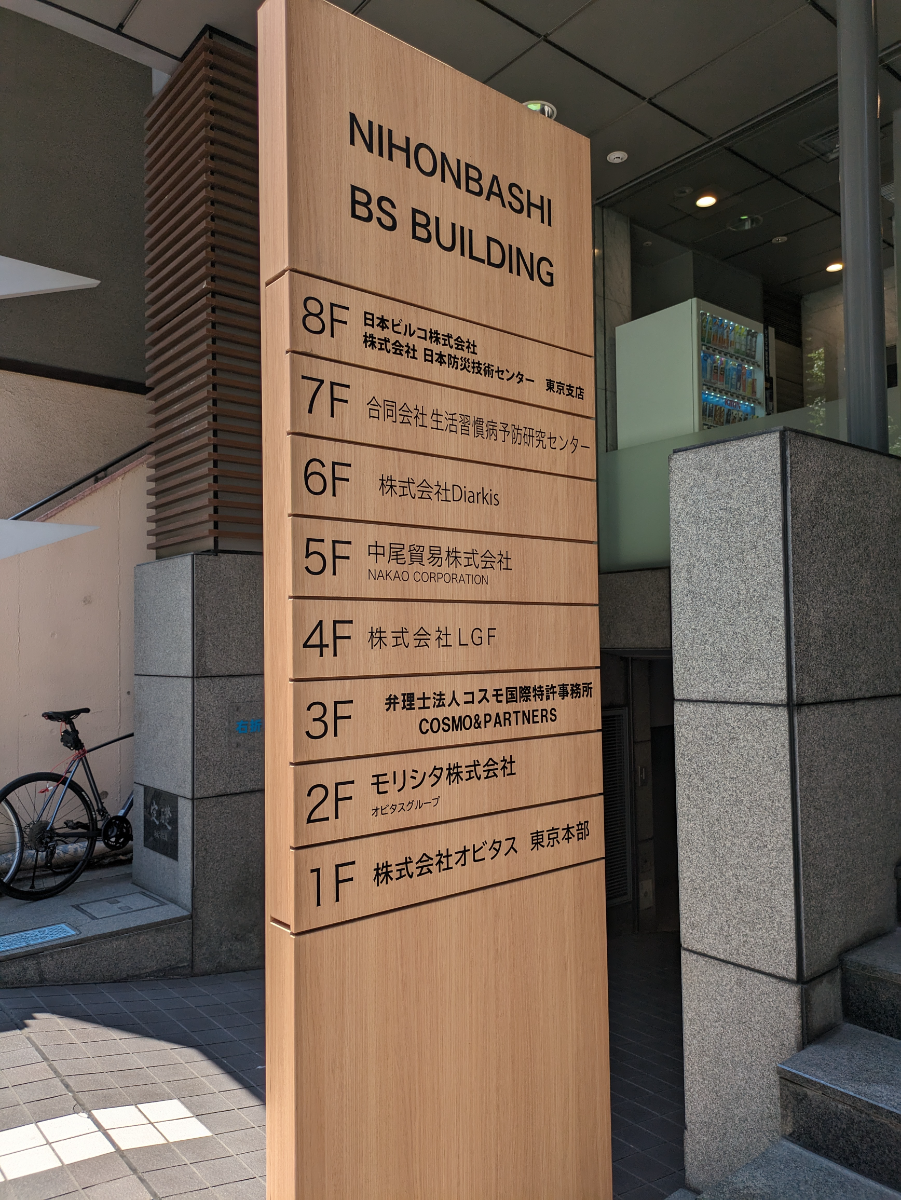 NIHONBASHI
BS BUILDING
8F 日本ビルコ株式会社
株式会社 日本防災技術センター 東京支店
7F 合同会社生活習慣病予防研究センター
6F 株式会社Diarkis
5F 中尾貿易株式会社
NAKAO CORPORATION
4F 株式会社LGF
3F 弁理士法人コスモ国際特許事務所
COSMO&PARTNERS
2F モリシタ株式会社
オビタスグループ
1F 株式会社オビタス 東京本部